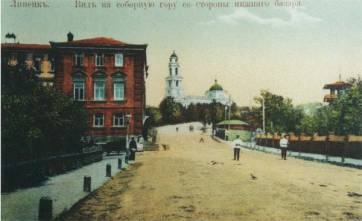 Липецкъ. Видъ на соборную гору со стороны нижняго базара.